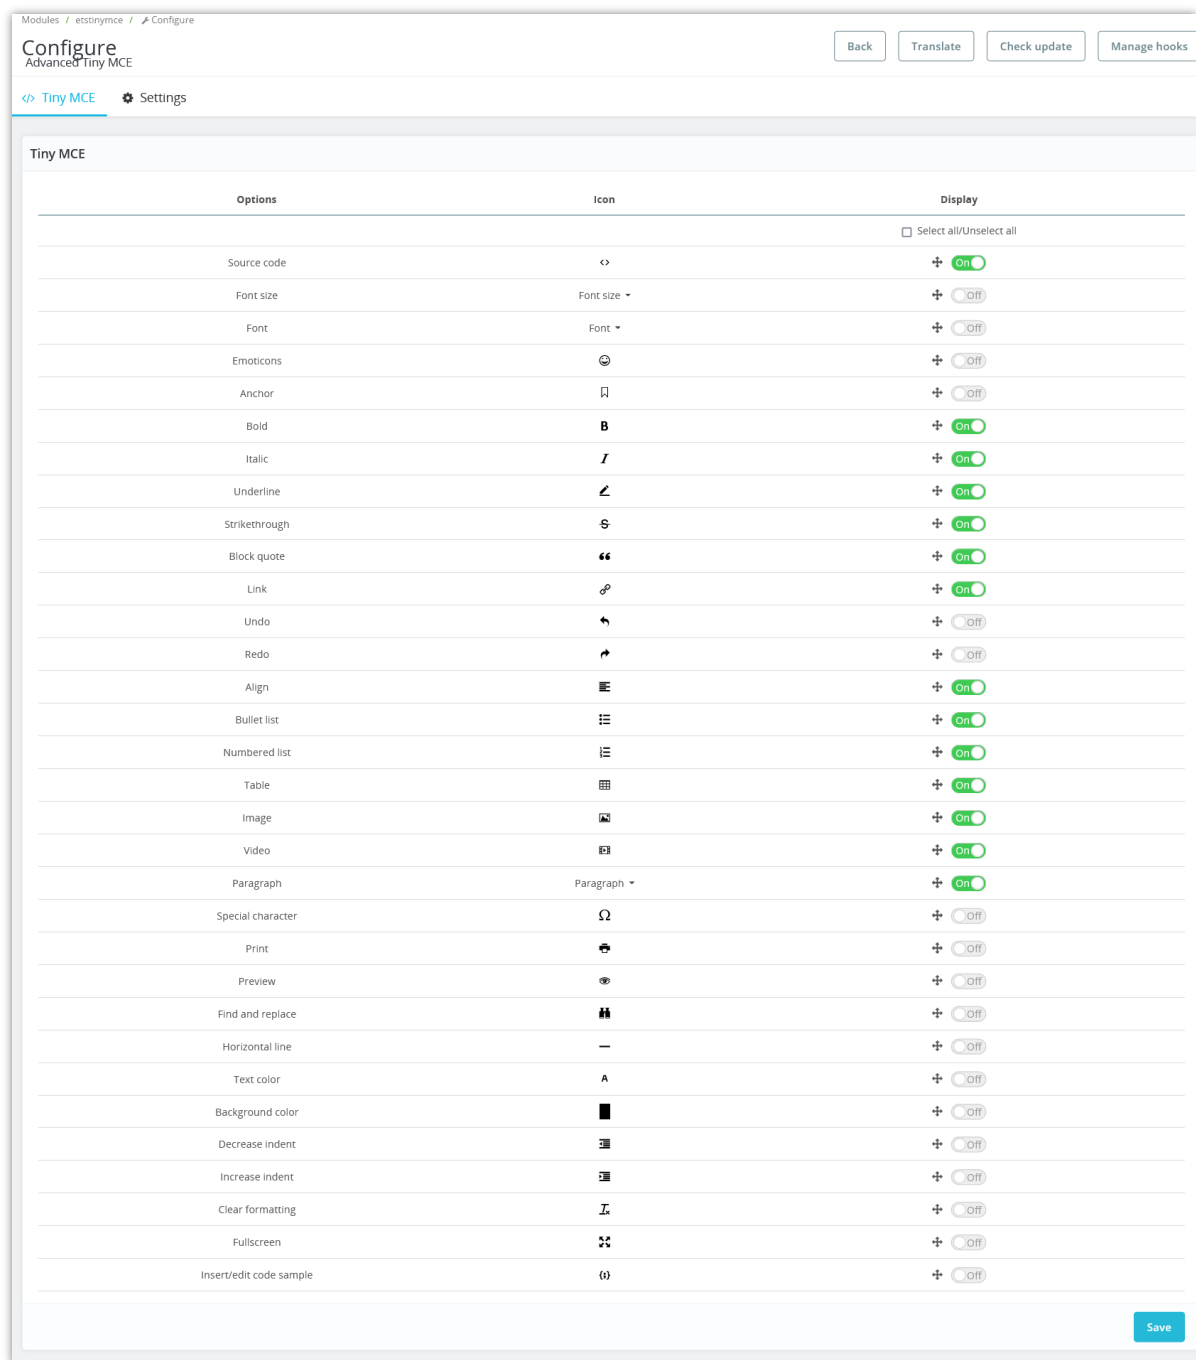 Modules / etstinymce / Configure
Configure
Advanced Tiny MCE
Back Translate Check update Manage hooks
Tiny MCE Settings
Tiny MCE
Options Icon Display
Select all/Unselect all
Source code On
Font size Font size Off
Font Font Off
Emoticons Off
Anchor Off
Bold B On
Italic I On
Underline On
Strikethrough S On
Block quote On
Link On
Undo Off
Redo Off
Align On
Bullet list On
Numbered list On
Table On
Image On
Video On
Paragraph Paragraph On
Special character Ω Off
Print Off
Preview Off
Find and replace Off
Horizontal line Off
Text color A Off
Background color Off
Decrease indent Off
Increase indent Off
Clear formatting Off
Fullscreen Off
Insert/edit code sample {;} Off
Save